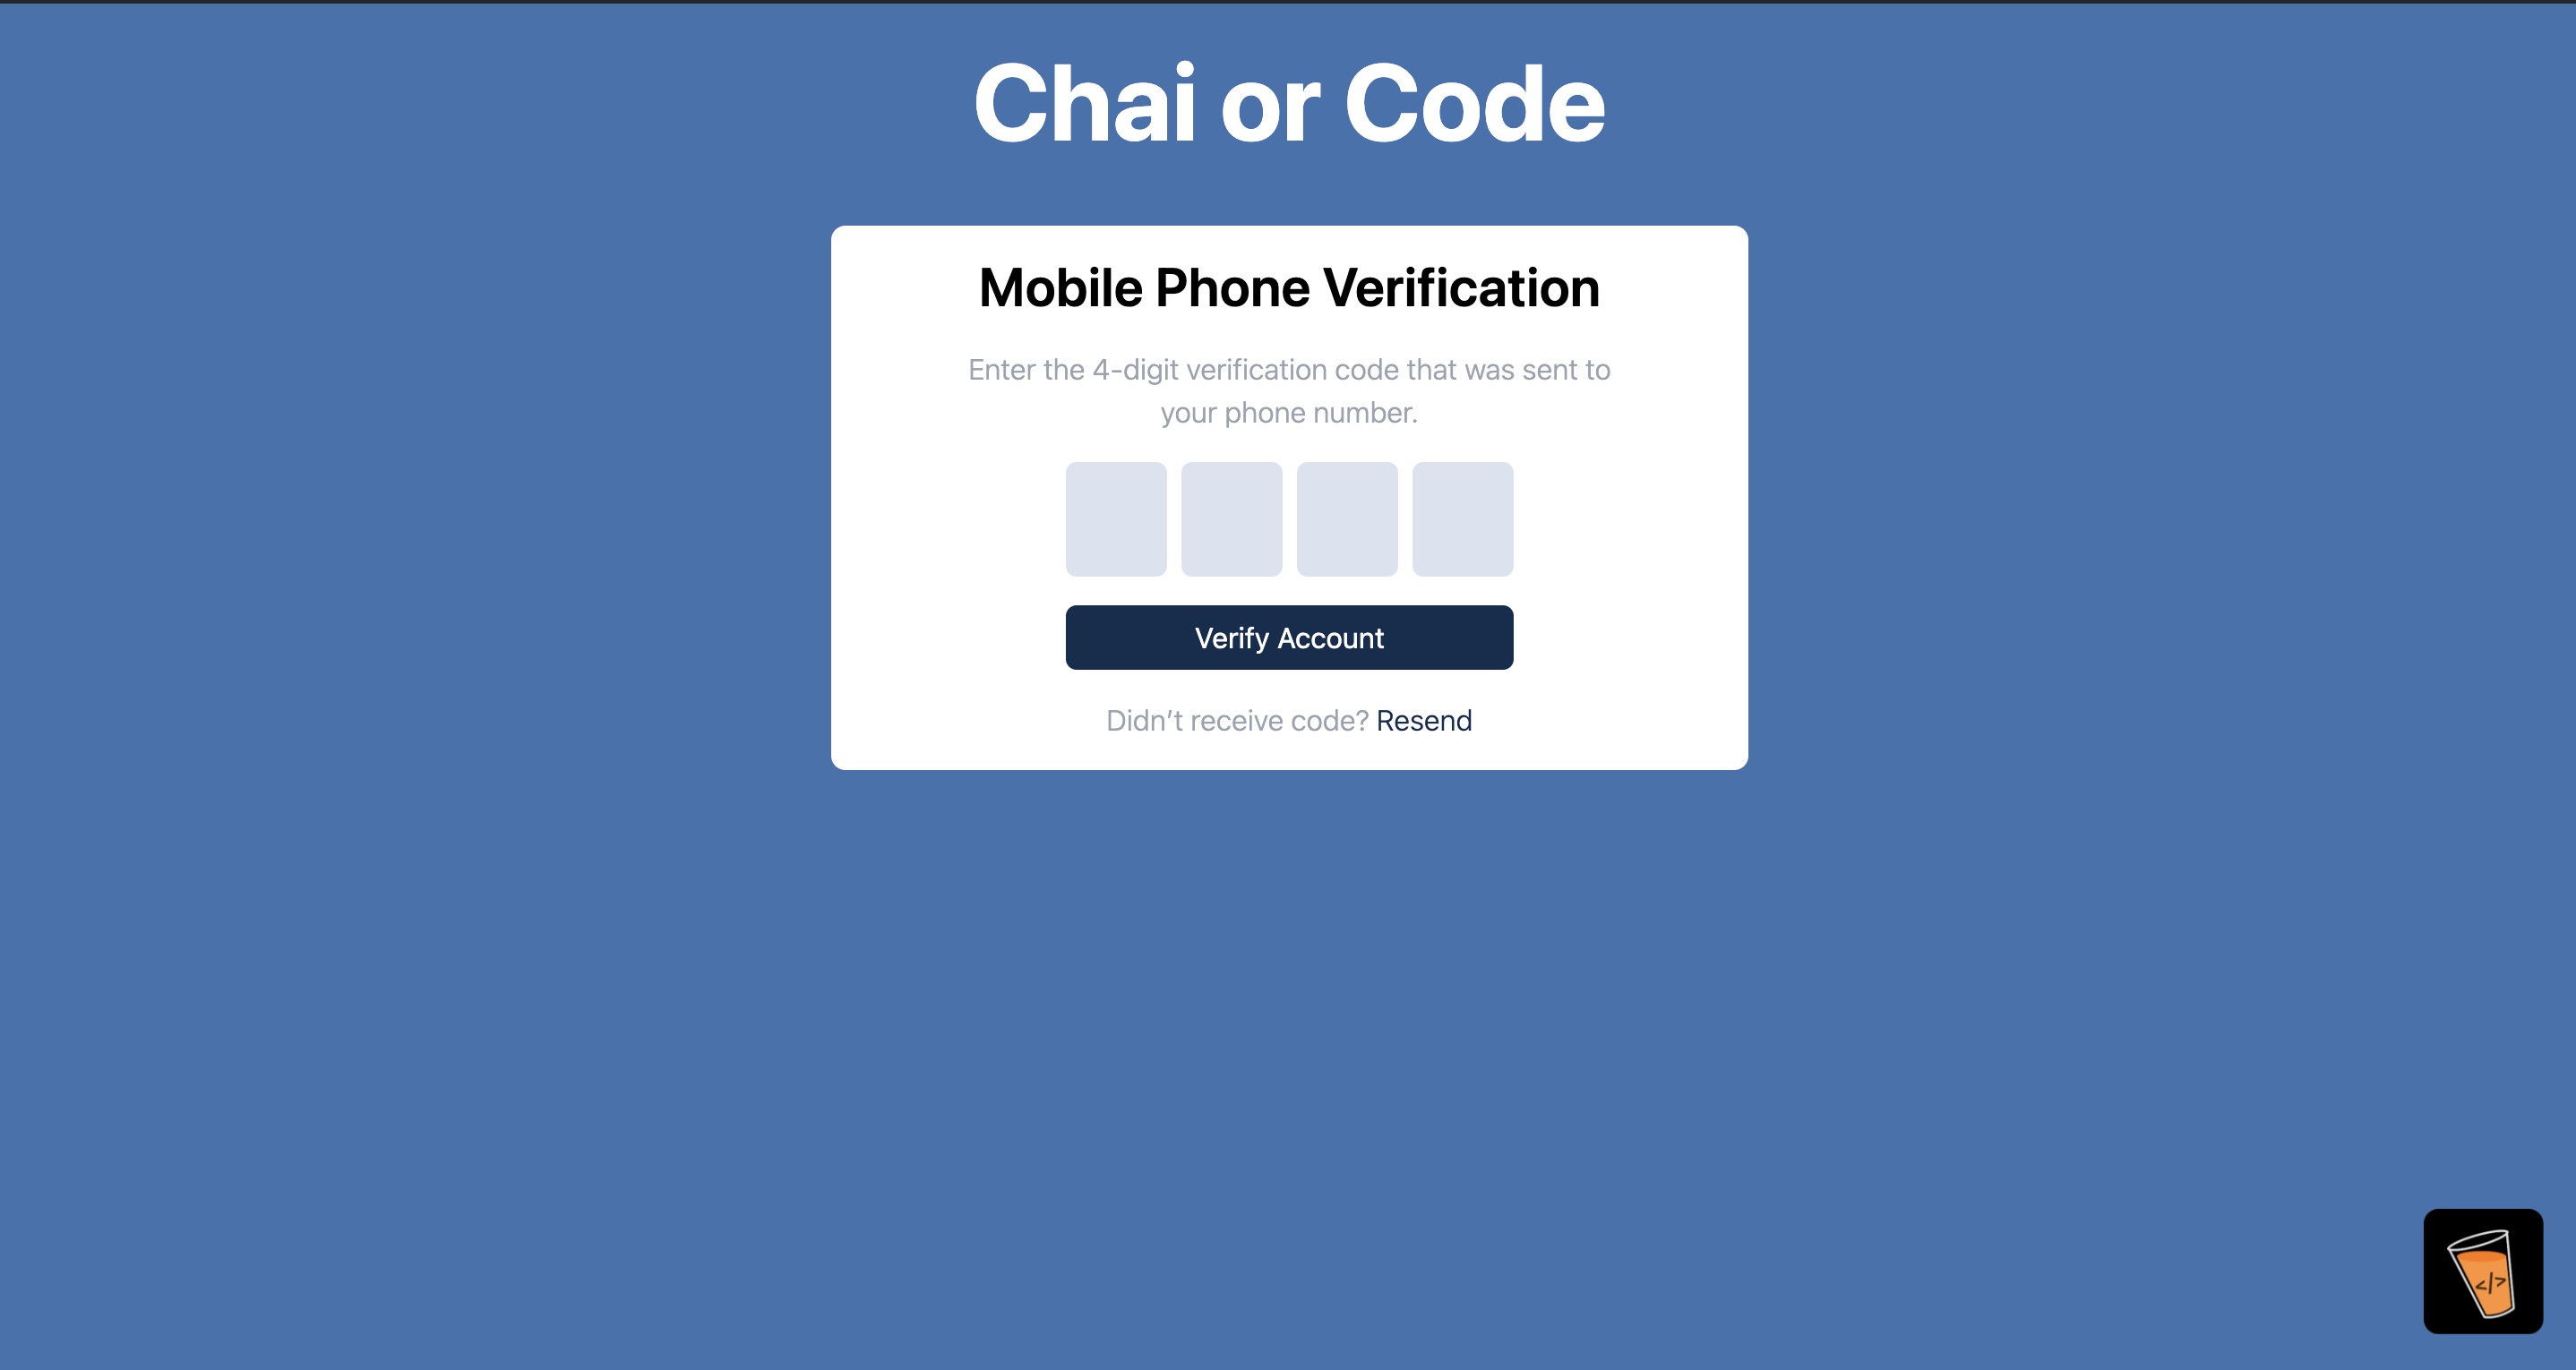 Chai or Code
Mobile Phone Verification
Enter the 4-digit verification code that was sent to
your phone number.
Verify Account
Didn’t receive code? Resend
</>